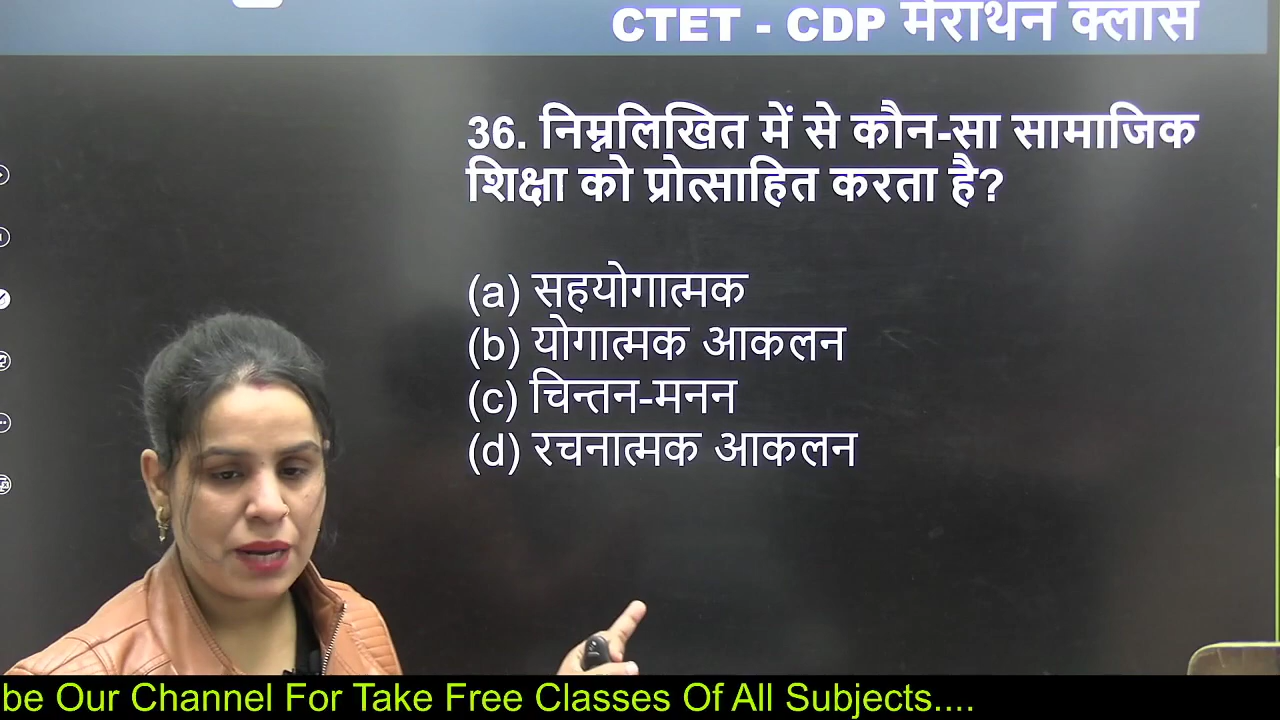 CTET - CDP मैराथन क्लास
36. निम्नलिखित में से कौन-सा सामाजिक
शिक्षा को प्रोत्साहित करता है?
(a) सहयोगात्मक
(b) योगात्मक आकलन
(c) चिन्तन-मनन
(d) रचनात्मक आकलन
be Our Channel For Take Free Classes Of All Subjects....